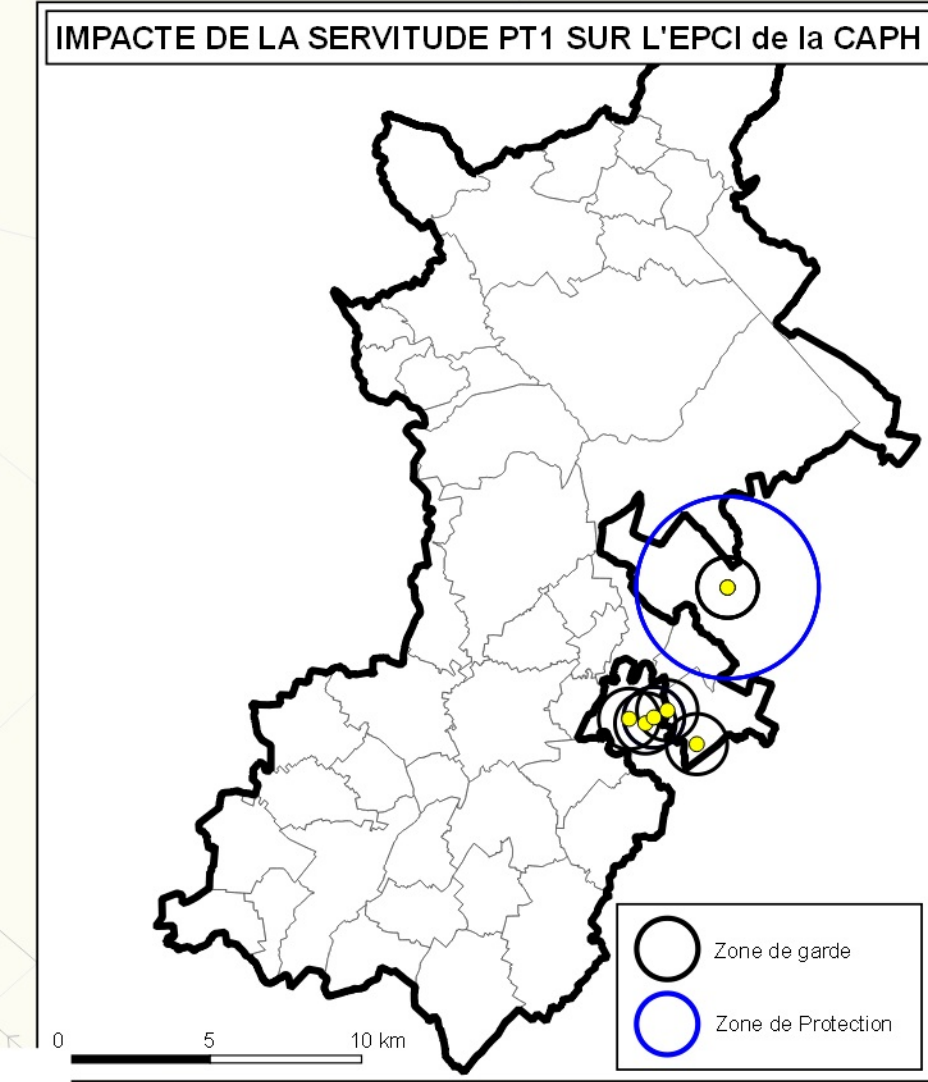 IMPACTE DE LA SERVITUDE PT1 SUR L'EPCI de la CAPH
Zone de garde
Zone de Protection
0 5 10 km